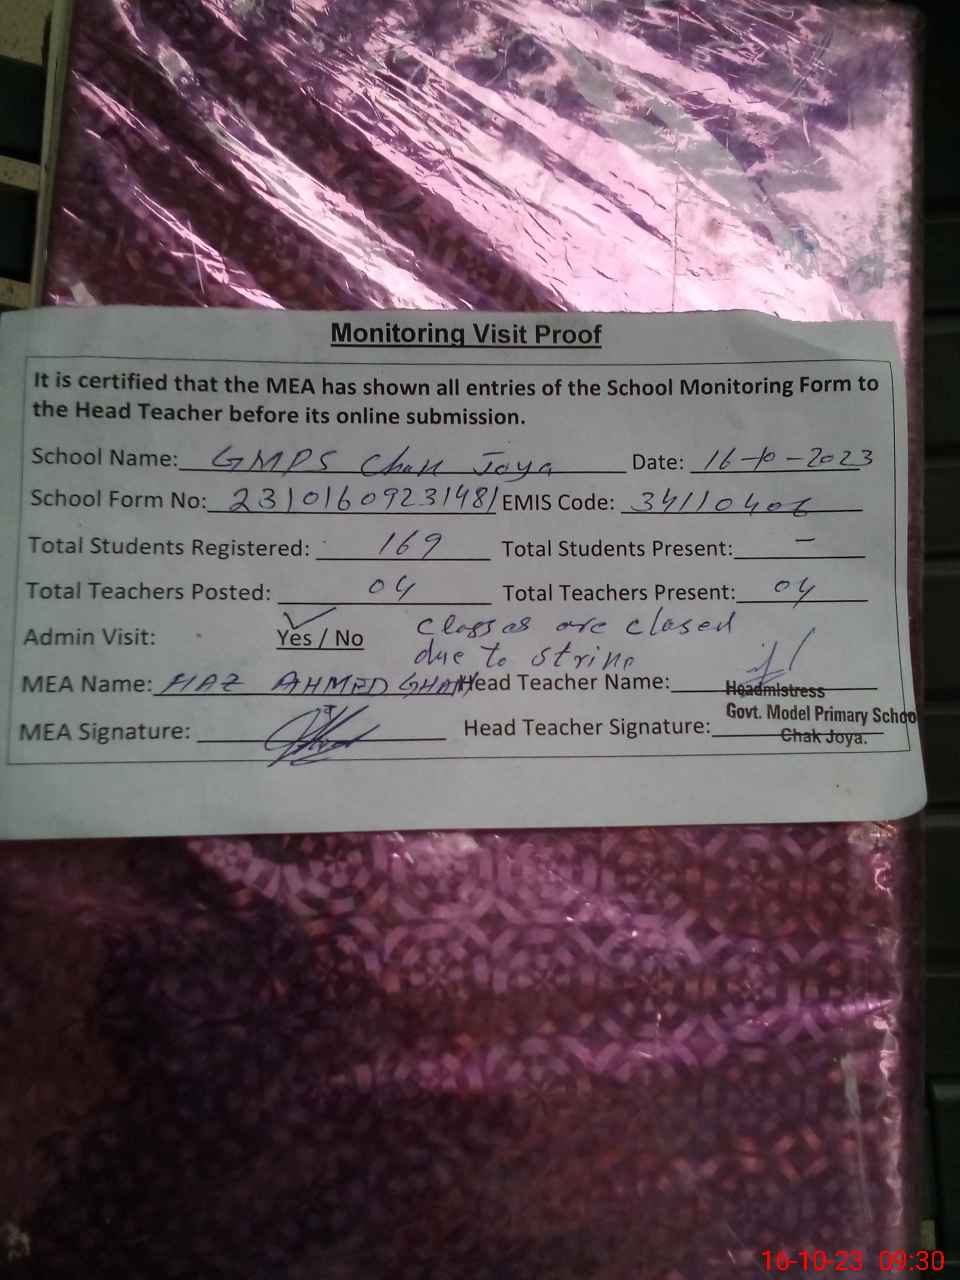 Monitoring Visit Proof
It is certified that the MEA has shown all entries of the School Monitoring Form to
the Head Teacher before its online submission.
School Name: GMPS Chak Joya Date: 16-10-2023
School Form No: 2310160923148/ EMIS Code: 34110406
Total Students Registered: 169 Total Students Present: -
Total Teachers Posted: 04 Total Teachers Present: 04
Admin Visit: Yes / No classes are closed
due to strike
MEA Name: FIAZ AHMED GHANI Head Teacher Name:
Headmistress
MEA Signature: Head Teacher Signature:
Govt. Model Primary School
Chak Joya.
16-10-23 09:30